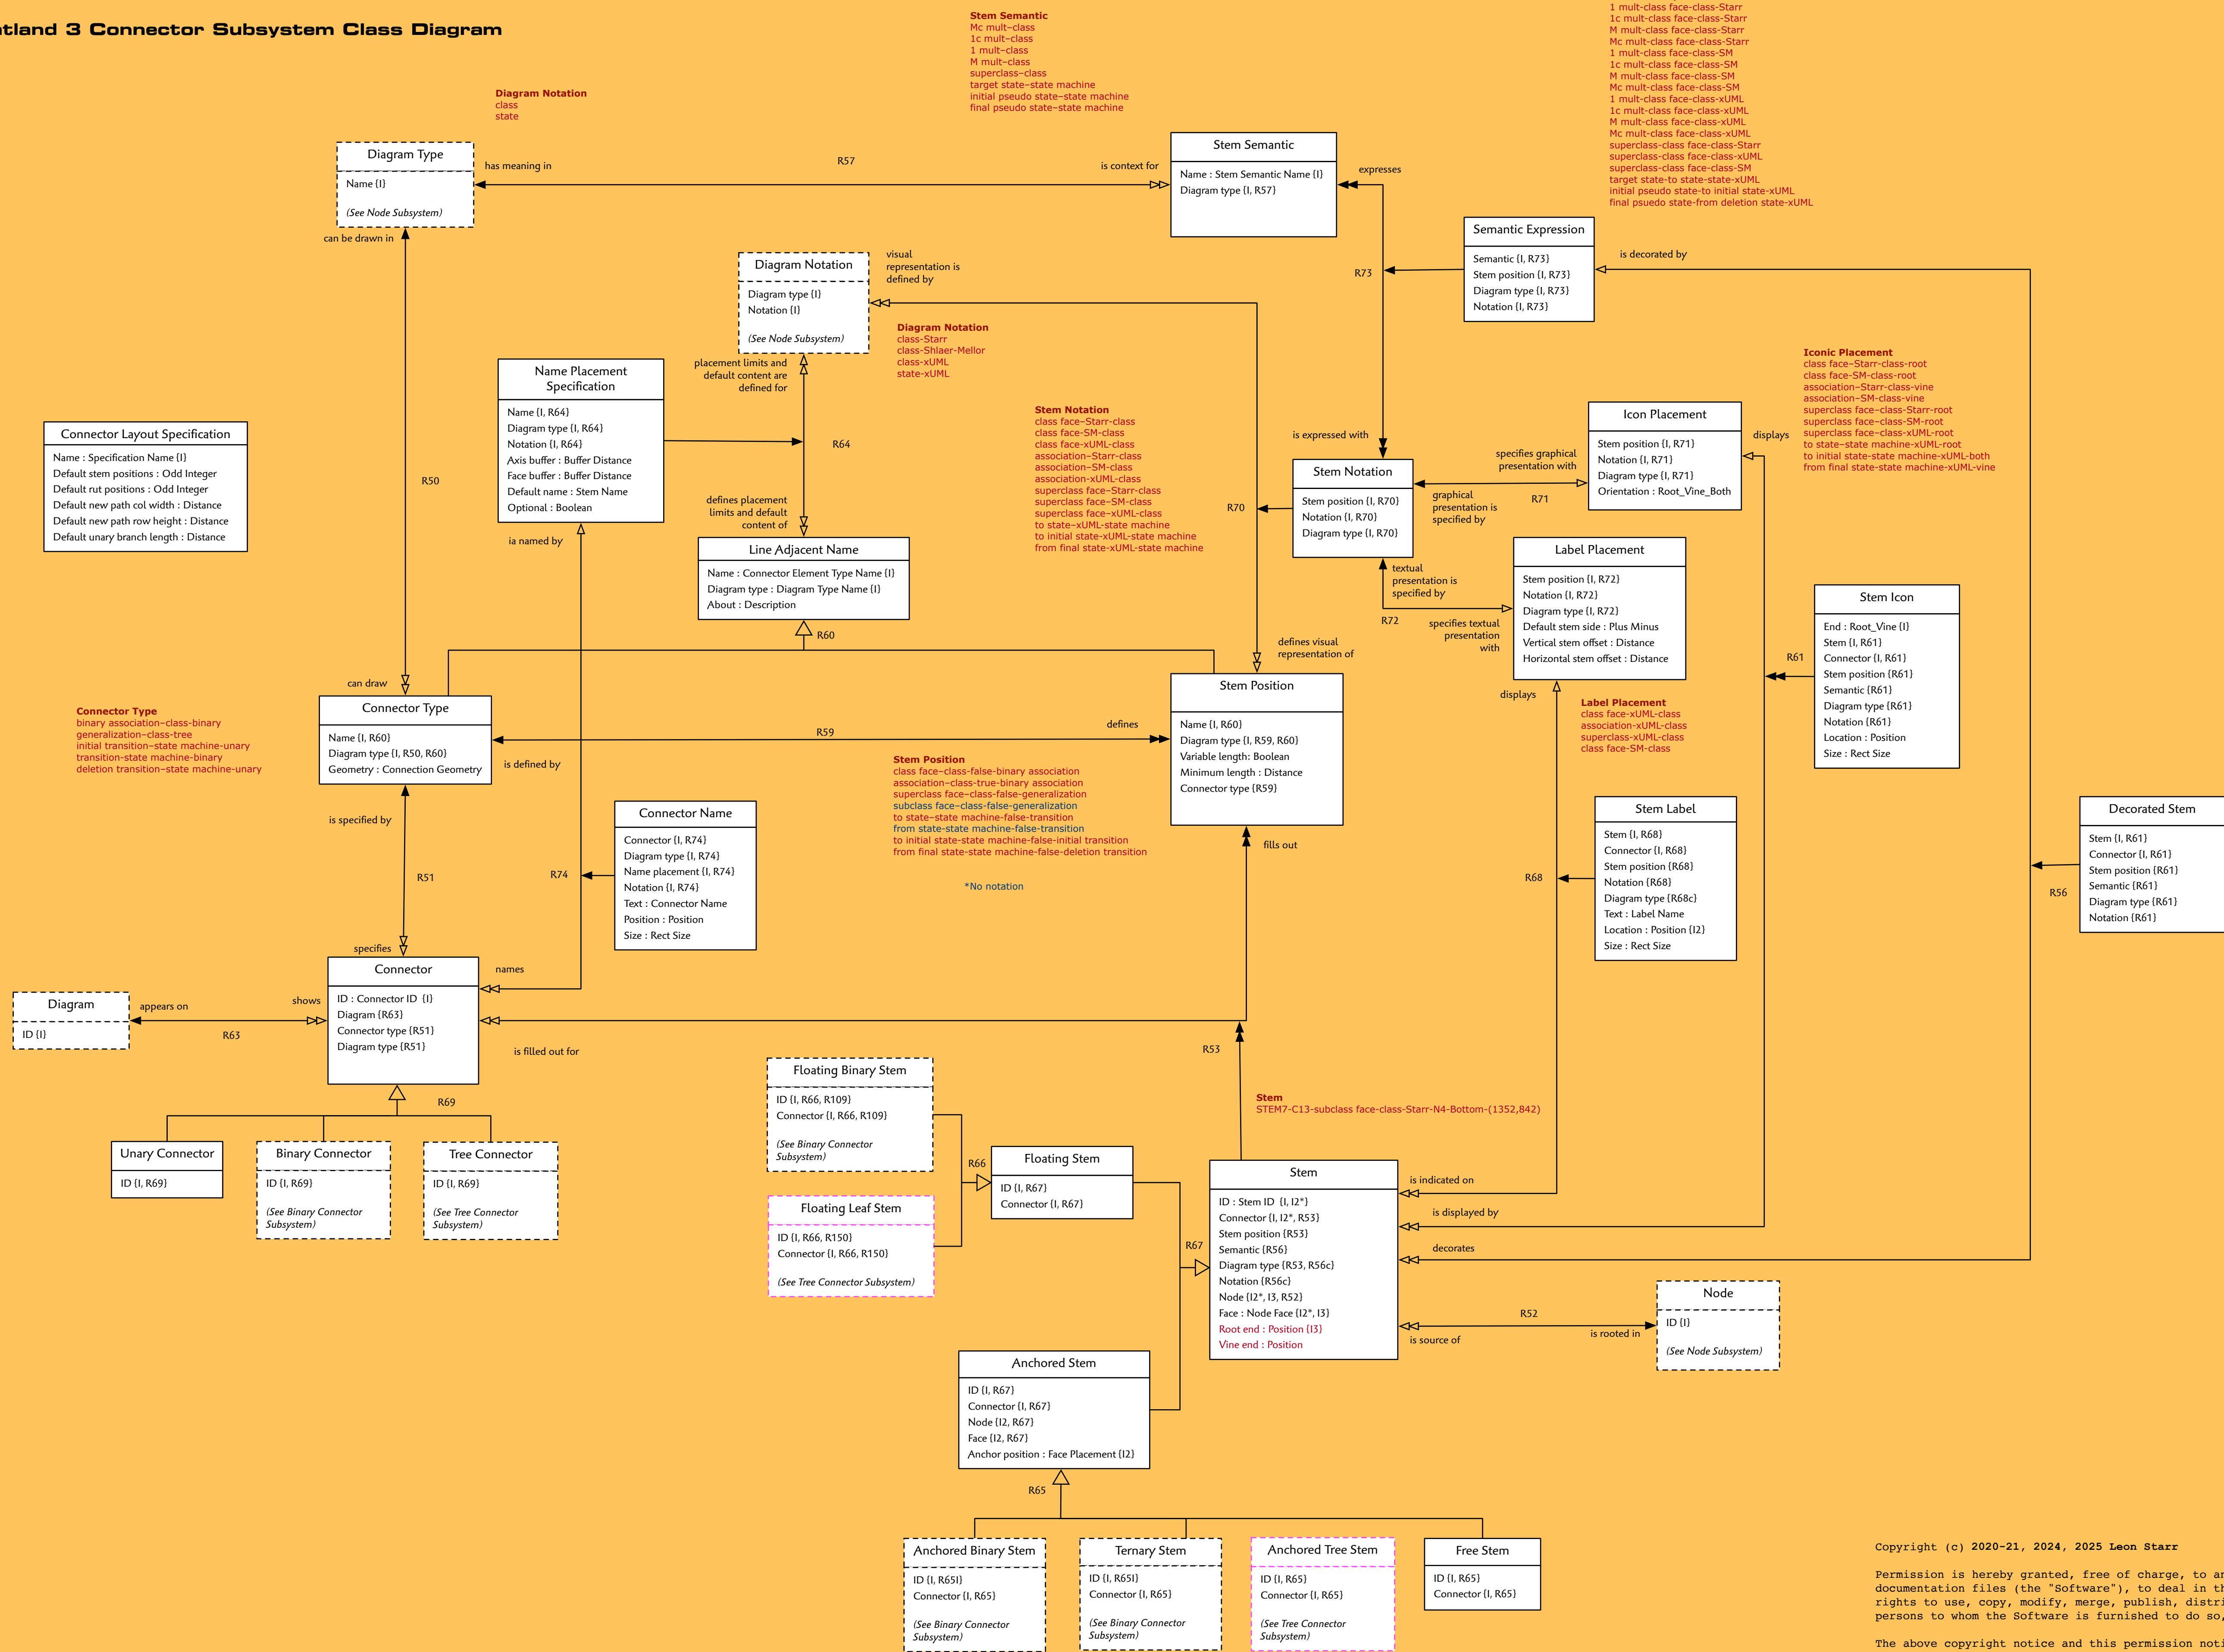 tland 3 Connector Subsystem Class Diagram
Stem Semantic
Mc mult–class
1c mult–class
1 mult–class
M mult–class
superclass–class
target state–state machine
initial pseudo state–state machine
final pseudo state–state machine
1 mult-class face-class-Starr
1c mult-class face-class-Starr
M mult-class face-class-Starr
Mc mult-class face-class-Starr
1 mult-class face-class-SM
1c mult-class face-class-SM
M mult-class face-class-SM
Mc mult-class face-class-SM
1 mult-class face-class-xUML
1c mult-class face-class-xUML
M mult-class face-class-xUML
Mc mult-class face-class-xUML
superclass-class face-class-Starr
superclass-class face-class-xUML
superclass-class face-class-SM
target state-to state-state-xUML
initial pseudo state-to initial state-xUML
final psuedo state-from deletion state-xUML
Diagram Notation
class
state
Diagram Type
Name {I}
(See Node Subsystem)
has meaning in
R57
is context for
Stem Semantic
Name : Stem Semantic Name {I}
Diagram type {I, R57}
expresses
can be drawn in
Diagram Notation
Diagram type {I}
Notation {I}
(See Node Subsystem)
visual
representation is
defined by
R73
Semantic Expression
Semantic {I, R73}
Stem position {I, R73}
Diagram type {I, R73}
Notation {I, R73}
is decorated by
Diagram Notation
class-Starr
class-Shlaer-Mellor
class-xUML
state-xUML
placement limits and
default content are
defined for
Name Placement
Specification
Name {I, R64}
Diagram type {I, R64}
Notation {I, R64}
Axis buffer : Buffer Distance
Face buffer : Buffer Distance
Default name : Stem Name
Optional : Boolean
R64
Iconic Placement
class face–Starr-class-root
class face-SM-class-root
association–Starr-class-vine
association–SM-class-vine
superclass face–class-Starr-root
superclass face–class-SM-root
superclass face–class-xUML-root
to state–state machine-xUML-root
to initial state-state machine-xUML-both
from final state-state machine-xUML-vine
Stem Notation
class face–Starr-class
class face-SM-class
class face-xUML-class
association–Starr-class
association–SM-class
association-xUML-class
superclass face–Starr-class
superclass face–SM-class
superclass face–xUML-class
to state–xUML-state machine
to initial state-xUML-state machine
from final state-xUML-state machine
Connector Layout Specification
Name : Specification Name {I}
Default stem positions : Odd Integer
Default rut positions : Odd Integer
Default new path col width : Distance
Default new path row height : Distance
Default unary branch length : Distance
R50
is expressed with
Icon Placement
Stem position {I, R71}
Notation {I, R71}
Diagram type {I, R71}
Orientation : Root_Vine_Both
displays
specifies graphical
presentation with
R71
graphical
presentation is
specified by
Stem Notation
Stem position {I, R70}
Notation {I, R70}
Diagram type {I, R70}
R70
defines placement
limits and default
content of
ia named by
Line Adjacent Name
Name : Connector Element Type Name {I}
Diagram type : Diagram Type Name {I}
About : Description
R60
textual
presentation is
specified by
R72
specifies textual
presentation
with
Label Placement
Stem position {I, R72}
Notation {I, R72}
Diagram type {I, R72}
Default stem side : Plus Minus
Vertical stem offset : Distance
Horizontal stem offset : Distance
Stem Icon
End : Root_Vine {I}
Stem {I, R61}
Connector {I, R61}
Stem position {R61}
Semantic {R61}
Diagram type {R61}
Notation {R61}
Location : Position
Size : Rect Size
R61
defines visual
representation of
can draw
displays
Connector Type
binary association–class-binary
generalization–class-tree
initial transition–state machine-unary
transition-state machine-binary
deletion transition–state machine-unary
Connector Type
Name {I, R60}
Diagram type {I, R50, R60}
Geometry : Connection Geometry
R59
defines
is defined by
Stem Position
Name {I, R60}
Diagram type {I, R59, R60}
Variable length: Boolean
Minimum length : Distance
Connector type {R59}
Label Placement
class face-xUML-class
association-xUML-class
superclass-xUML-class
class face-SM-class
Stem Position
class face–class-false-binary association
association–class-true-binary association
superclass face–class-false-generalization
subclass face–class-false-generalization
to state–state machine-false-transition
from state-state machine-false-transition
to initial state-state machine-false-initial transition
from final state-state machine-false-deletion transition
*No notation
is specified by
R51
specifies
Connector Name
Connector {I, R74}
Diagram type {I, R74}
Name placement {I, R74}
Notation {I, R74}
Text : Connector Name
Position : Position
Size : Rect Size
R74
fills out
R68
Stem Label
Stem {I, R68}
Connector {I, R68}
Stem position {R68}
Notation {R68}
Diagram type {R68c}
Text : Label Name
Location : Position {I2}
Size : Rect Size
Decorated Stem
Stem {I, R61}
Connector {I, R61}
Stem position {R61}
Semantic {R61}
Diagram type {R61}
Notation {R61}
R56
names
Connector
ID : Connector ID {I}
Diagram {R63}
Connector type {R51}
Diagram type {R51}
Diagram
ID {I}
appears on
shows
R63
is filled out for
R53
R69
Unary Connector
ID {I, R69}
Binary Connector
ID {I, R69}
(See Binary Connector
Subsystem)
Tree Connector
ID {I, R69}
(See Tree Connector
Subsystem)
Floating Binary Stem
ID {I, R66, R109}
Connector {I, R66, R109}
(See Binary Connector
Subsystem)
R66
Floating Leaf Stem
ID {I, R66, R150}
Connector {I, R66, R150}
(See Tree Connector Subsystem)
Floating Stem
ID {I, R67}
Connector {I, R67}
R67
Stem
STEM7-C13-subclass face-class-Starr-N4-Bottom-(1352,842)
Stem
ID : Stem ID {I, I2*}
Connector {I, I2*, R53}
Stem position {R53}
Semantic {R56}
Diagram type {R53, R56c}
Notation {R56c}
Node {I2*, I3, R52}
Face : Node Face {I2*, I3}
Root end : Position {I3}
Vine end : Position
is indicated on
is displayed by
decorates
R52
is source of
is rooted in
Node
ID {I}
(See Node Subsystem)
Anchored Stem
ID {I, R67}
Connector {I, R67}
Node {I2, R67}
Face {I2, R67}
Anchor position : Face Placement {I2}
R65
Anchored Binary Stem
ID {I, R65I}
Connector {I, R65}
(See Binary Connector
Subsystem)
Ternary Stem
ID {I, R65I}
Connector {I, R65}
(See Binary Connector
Subsystem)
Anchored Tree Stem
ID {I, R65}
Connector {I, R65}
(See Tree Connector
Subsystem)
Free Stem
ID {I, R65}
Connector {I, R65}
Copyright (c) 2020-21, 2024, 2025 Leon Starr
Permission is hereby granted, free of charge, to an
documentation files (the "Software"), to deal in th
rights to use, copy, modify, merge, publish, distri
persons to whom the Software is furnished to do so,
The above copyright notice and this permission noti